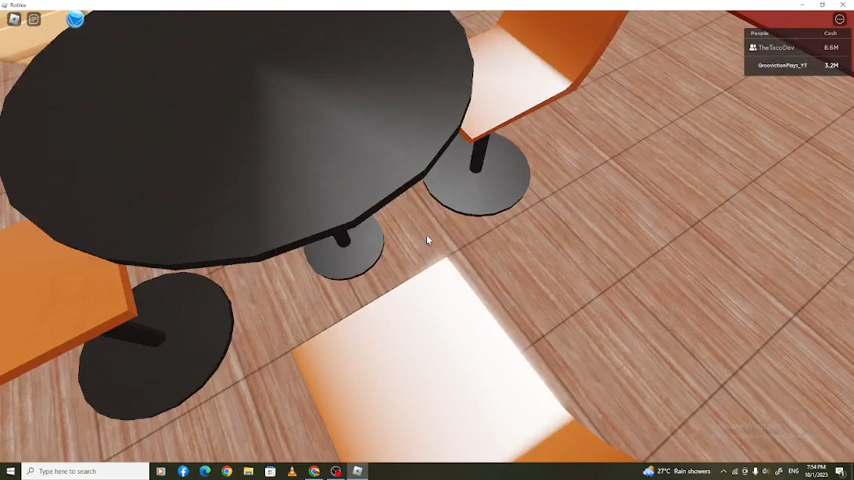 Roblox
People Cash
TheTacoDev 8.6M
GroovictionPlays_YT 3.2M
Type here to search
27°C Rain showers
ENG
7:54 PM
10/1/2023